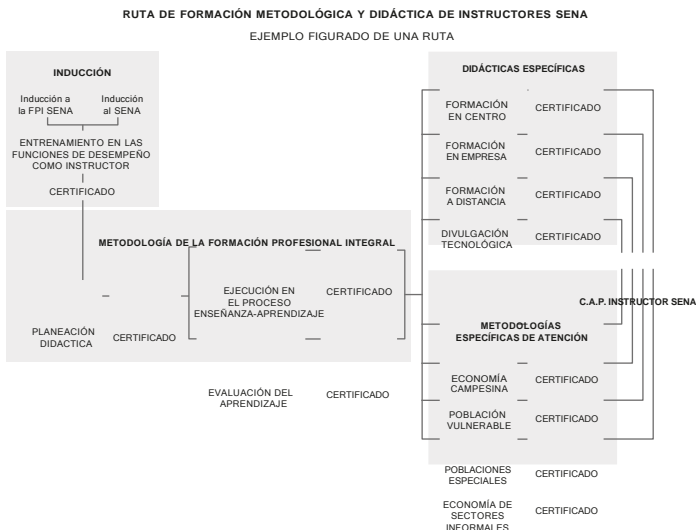 RUTA DE FORMACIÓN METODOLÓGICA Y DIDÁCTICA DE INSTRUCTORES SENA
EJEMPLO FIGURADO DE UNA RUTA
INDUCCIÓN
Inducción a
la FPI SENA
Inducción
al SENA
ENTRENAMIENTO EN LAS
FUNCIONES DE DESEMPEÑO
COMO INSTRUCTOR
CERTIFICADO
METODOLOGÍA DE LA FORMACIÓN PROFESIONAL INTEGRAL
PLANEACIÓN
DIDACTICA
CERTIFICADO
EJECUCIÓN EN
EL PROCESO
ENSEÑANZA-APRENDIZAJE
CERTIFICADO
EVALUACIÓN DEL
APRENDIZAJE
CERTIFICADO
DIDÁCTICAS ESPECÍFICAS
FORMACIÓN
EN CENTRO
CERTIFICADO
FORMACIÓN
EN EMPRESA
CERTIFICADO
FORMACIÓN
A DISTANCIA
CERTIFICADO
DIVULGACIÓN
TECNOLÓGICA
CERTIFICADO
C.A.P. INSTRUCTOR SENA
METODOLOGÍAS
ESPECÍFICAS DE ATENCIÓN
ECONOMÍA
CAMPESINA
CERTIFICADO
POBLACIÓN
VULNERABLE
CERTIFICADO
POBLACIONES
ESPECIALES
CERTIFICADO
ECONOMÍA DE
SECTORES
INFORMALES
CERTIFICADO